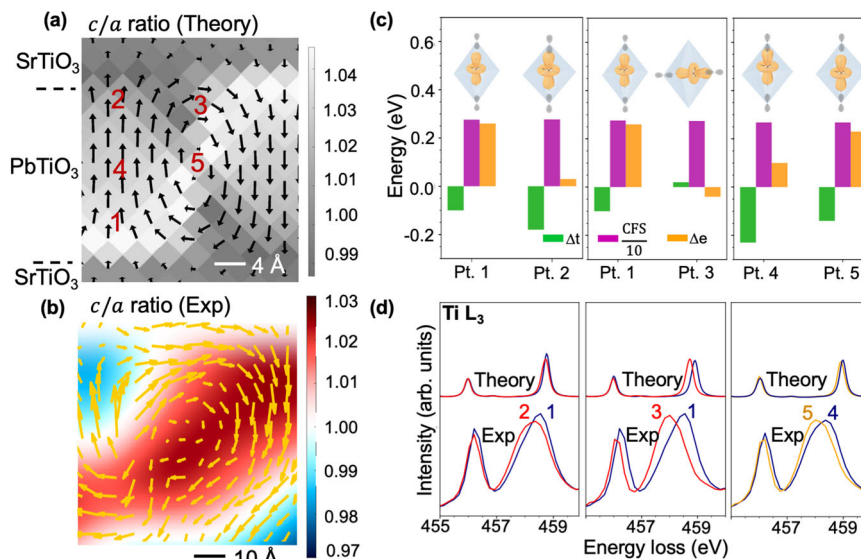 (a)
c/a ratio (Theory)
SrTiO₃
PbTiO₃
SrTiO₃
2
3
4
5
1
4 Å
1.04
1.03
1.02
1.01
1.00
0.99
(b)
c/a ratio (Exp)
10 Å
1.03
1.02
1.01
1.00
0.99
0.98
0.97
(c)
Energy (eV)
0.6
0.4
0.2
0.0
-0.2
Δt
CFS/10
Δe
Pt. 1 Pt. 2 Pt. 1 Pt. 3 Pt. 4 Pt. 5
(d)
Ti L₃
Intensity (arb. units)
Theory Theory Theory
2 1 3 1 5 4
Exp Exp Exp
455 457 459 457 459 457 459
Energy loss (eV)